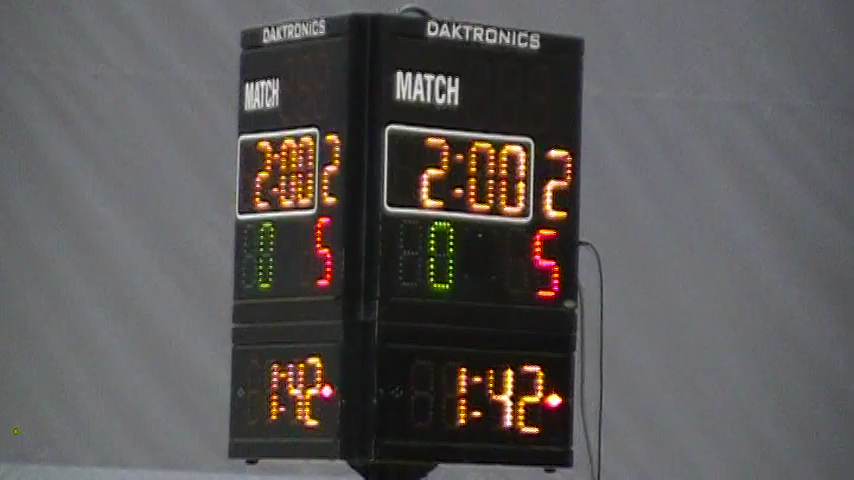 DAKTRONICS
MATCH
2:00 2
0 5
1:42
DAKTRONICS
MATCH
2:00 2
0 5
1:42